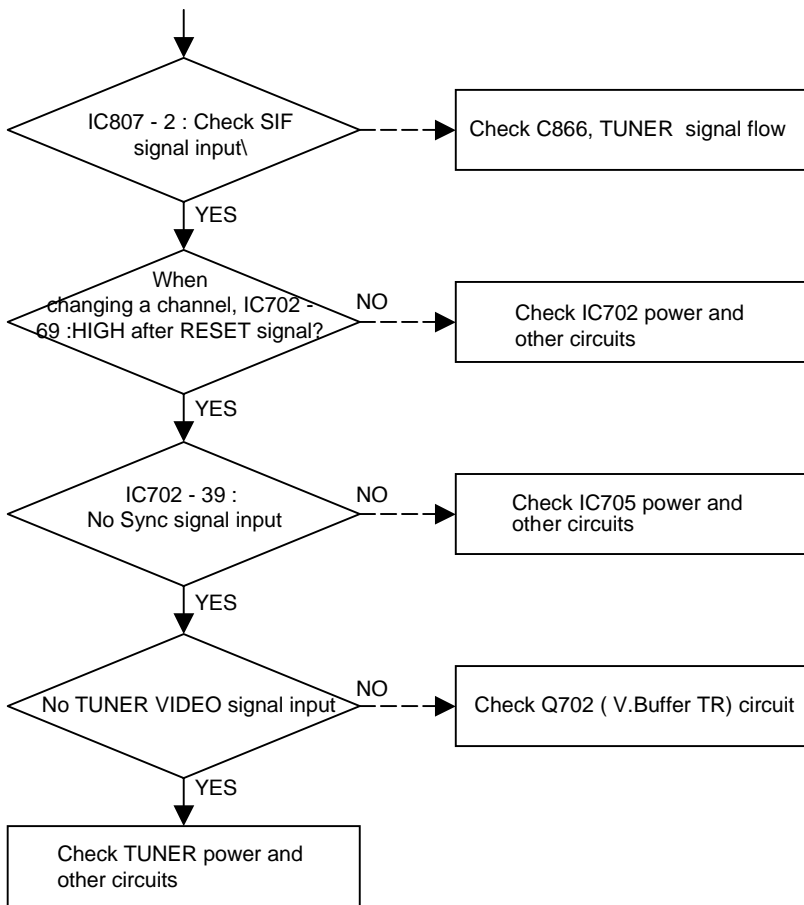 IC807 - 2 : Check SIF
signal input\
Check C866, TUNER signal flow
YES
When
changing a channel, IC702 -
69 :HIGH after RESET signal?
NO
Check IC702 power and
other circuits
YES
IC702 - 39 :
No Sync signal input
NO
Check IC705 power and
other circuits
YES
No TUNER VIDEO signal input
NO
Check Q702 ( V.Buffer TR) circuit
YES
Check TUNER power and
other circuits